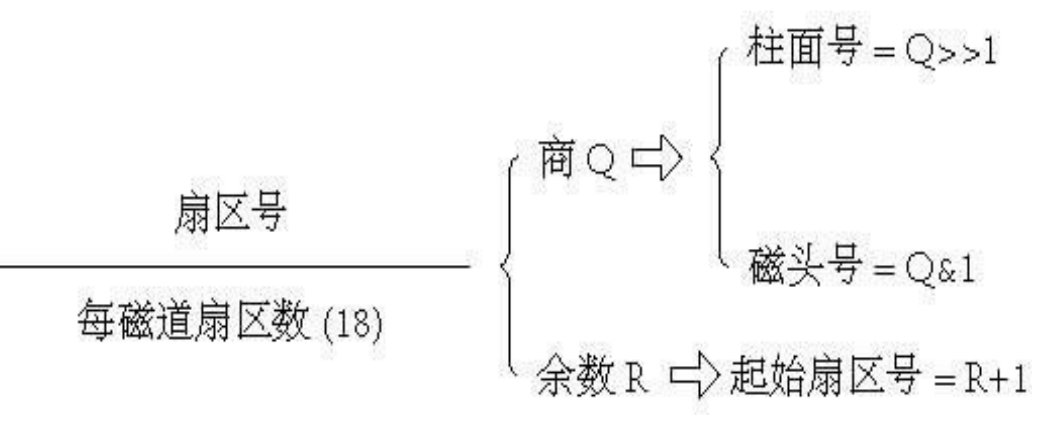 扇区号
每磁道扇区数 (18)
商 Q
柱面号 = Q>>1
磁头号 = Q&1
余数 R
起始扇区号 = R+1